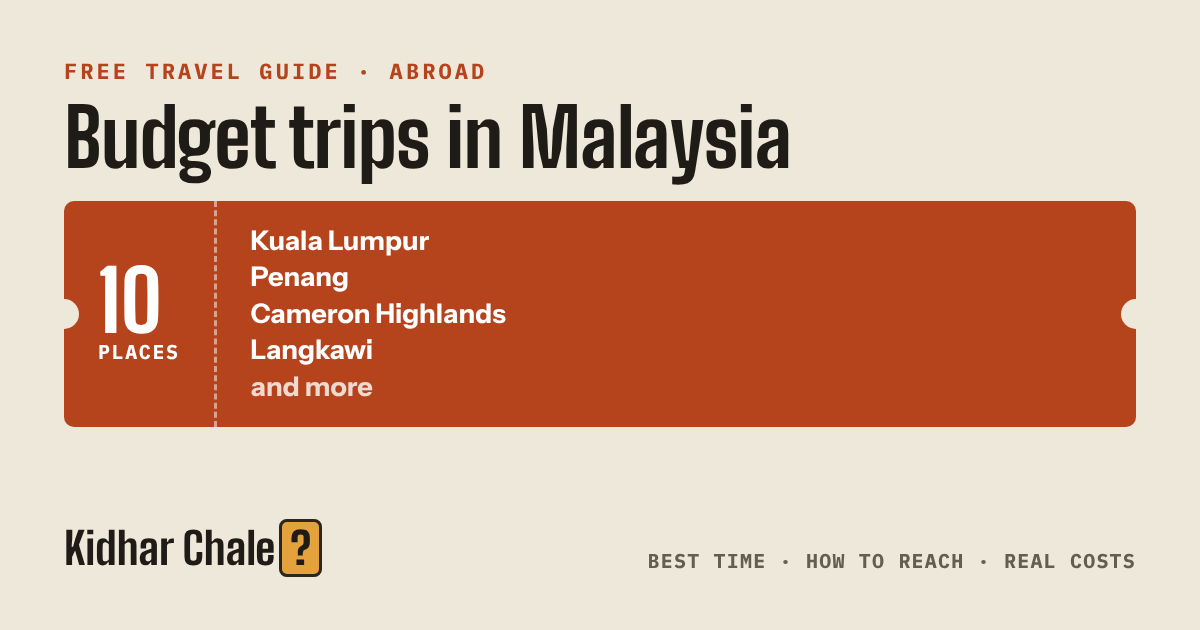 FREE TRAVEL GUIDE · ABROAD
Budget trips in Malaysia
10
PLACES
Kuala Lumpur
Penang
Cameron Highlands
Langkawi
and more
Kidhar Chale ?
BEST TIME · HOW TO REACH · REAL COSTS